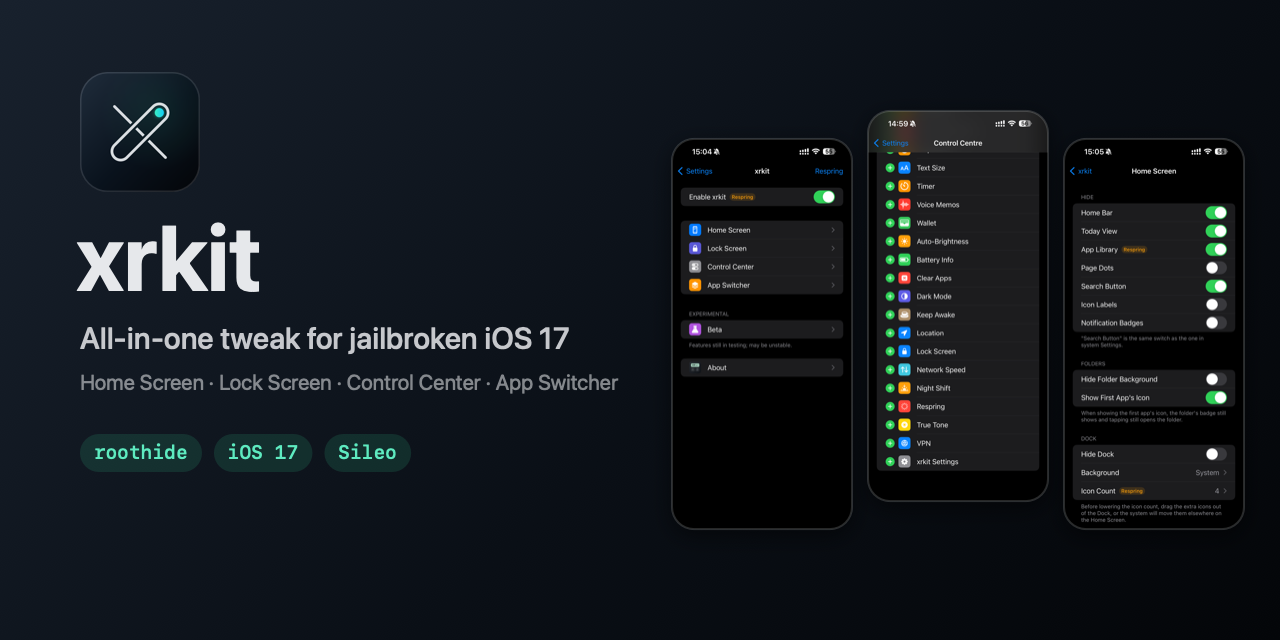 xrkit
All-in-one tweak for jailbroken iOS 17
Home Screen · Lock Screen · Control Center · App Switcher
roothide
iOS 17
Sileo
15:04
56
Settings
xrkit
Respring
Enable xrkit Respring
Home Screen
Lock Screen
Control Center
App Switcher
EXPERIMENTAL
Beta
Features still in testing, may be unstable.
About
14:59
Settings
Control Centre
Text Size
Timer
Voice Memos
Wallet
Auto-Brightness
Battery Info
Clear Apps
Dark Mode
Keep Awake
Location
Lock Screen
Network Speed
Night Shift
Respring
True Tone
VPN
xrkit Settings
15:05
xrkit
Home Screen
HIDE
Home Bar
Today View
App Library Respring
Page Dots
Search Button
Icon Labels
Notification Badges
"Search Button" is the same switch as the one in
system Settings.
FOLDERS
Hide Folder Background
Show First App's Icon
When showing the first app's icon, the folder's badge still
shows and tapping still opens the folder.
DOCK
Hide Dock
Background System
Icon Count Respring 4
Before lowering the icon count, drag the extra icons out
of the Dock, or the system will move them elsewhere on
the Home Screen.